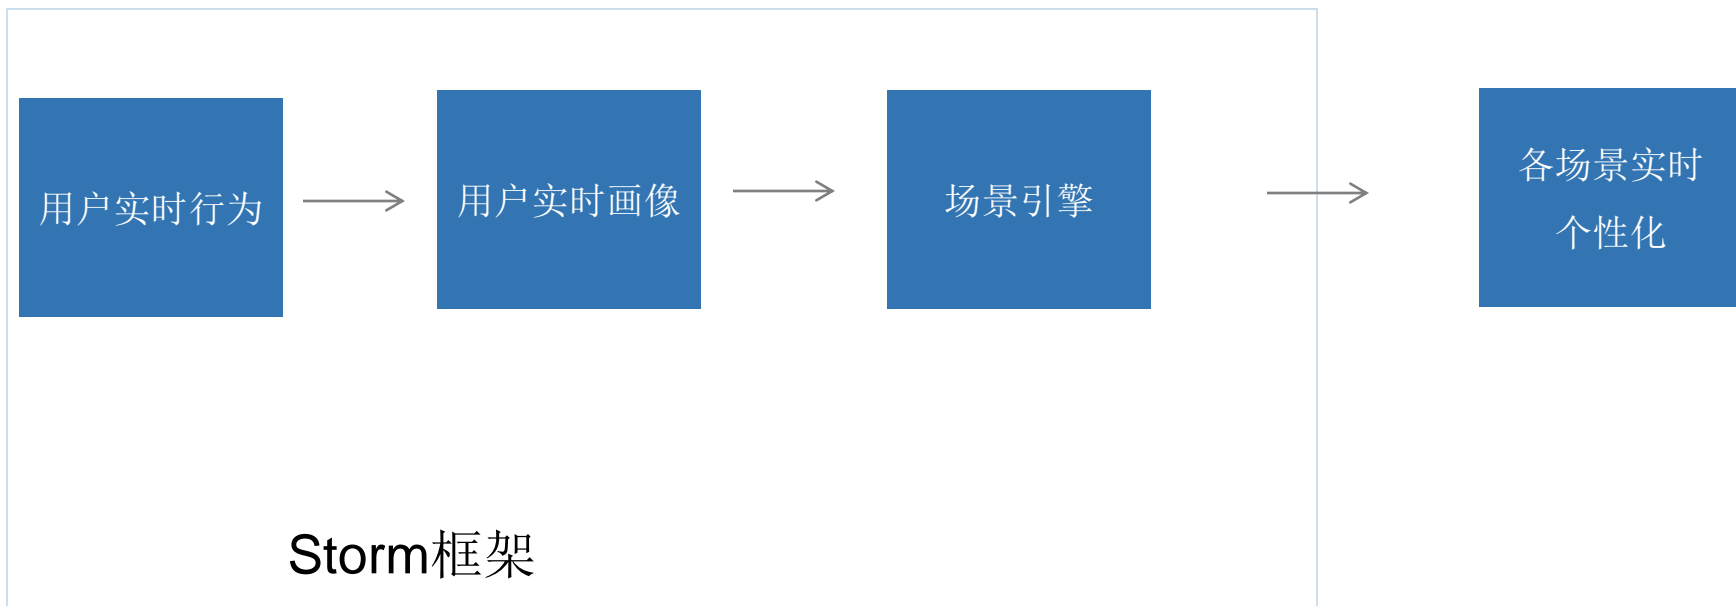 用户实时行为
用户实时画像
场景引擎
各场景实时
个性化
Storm框架